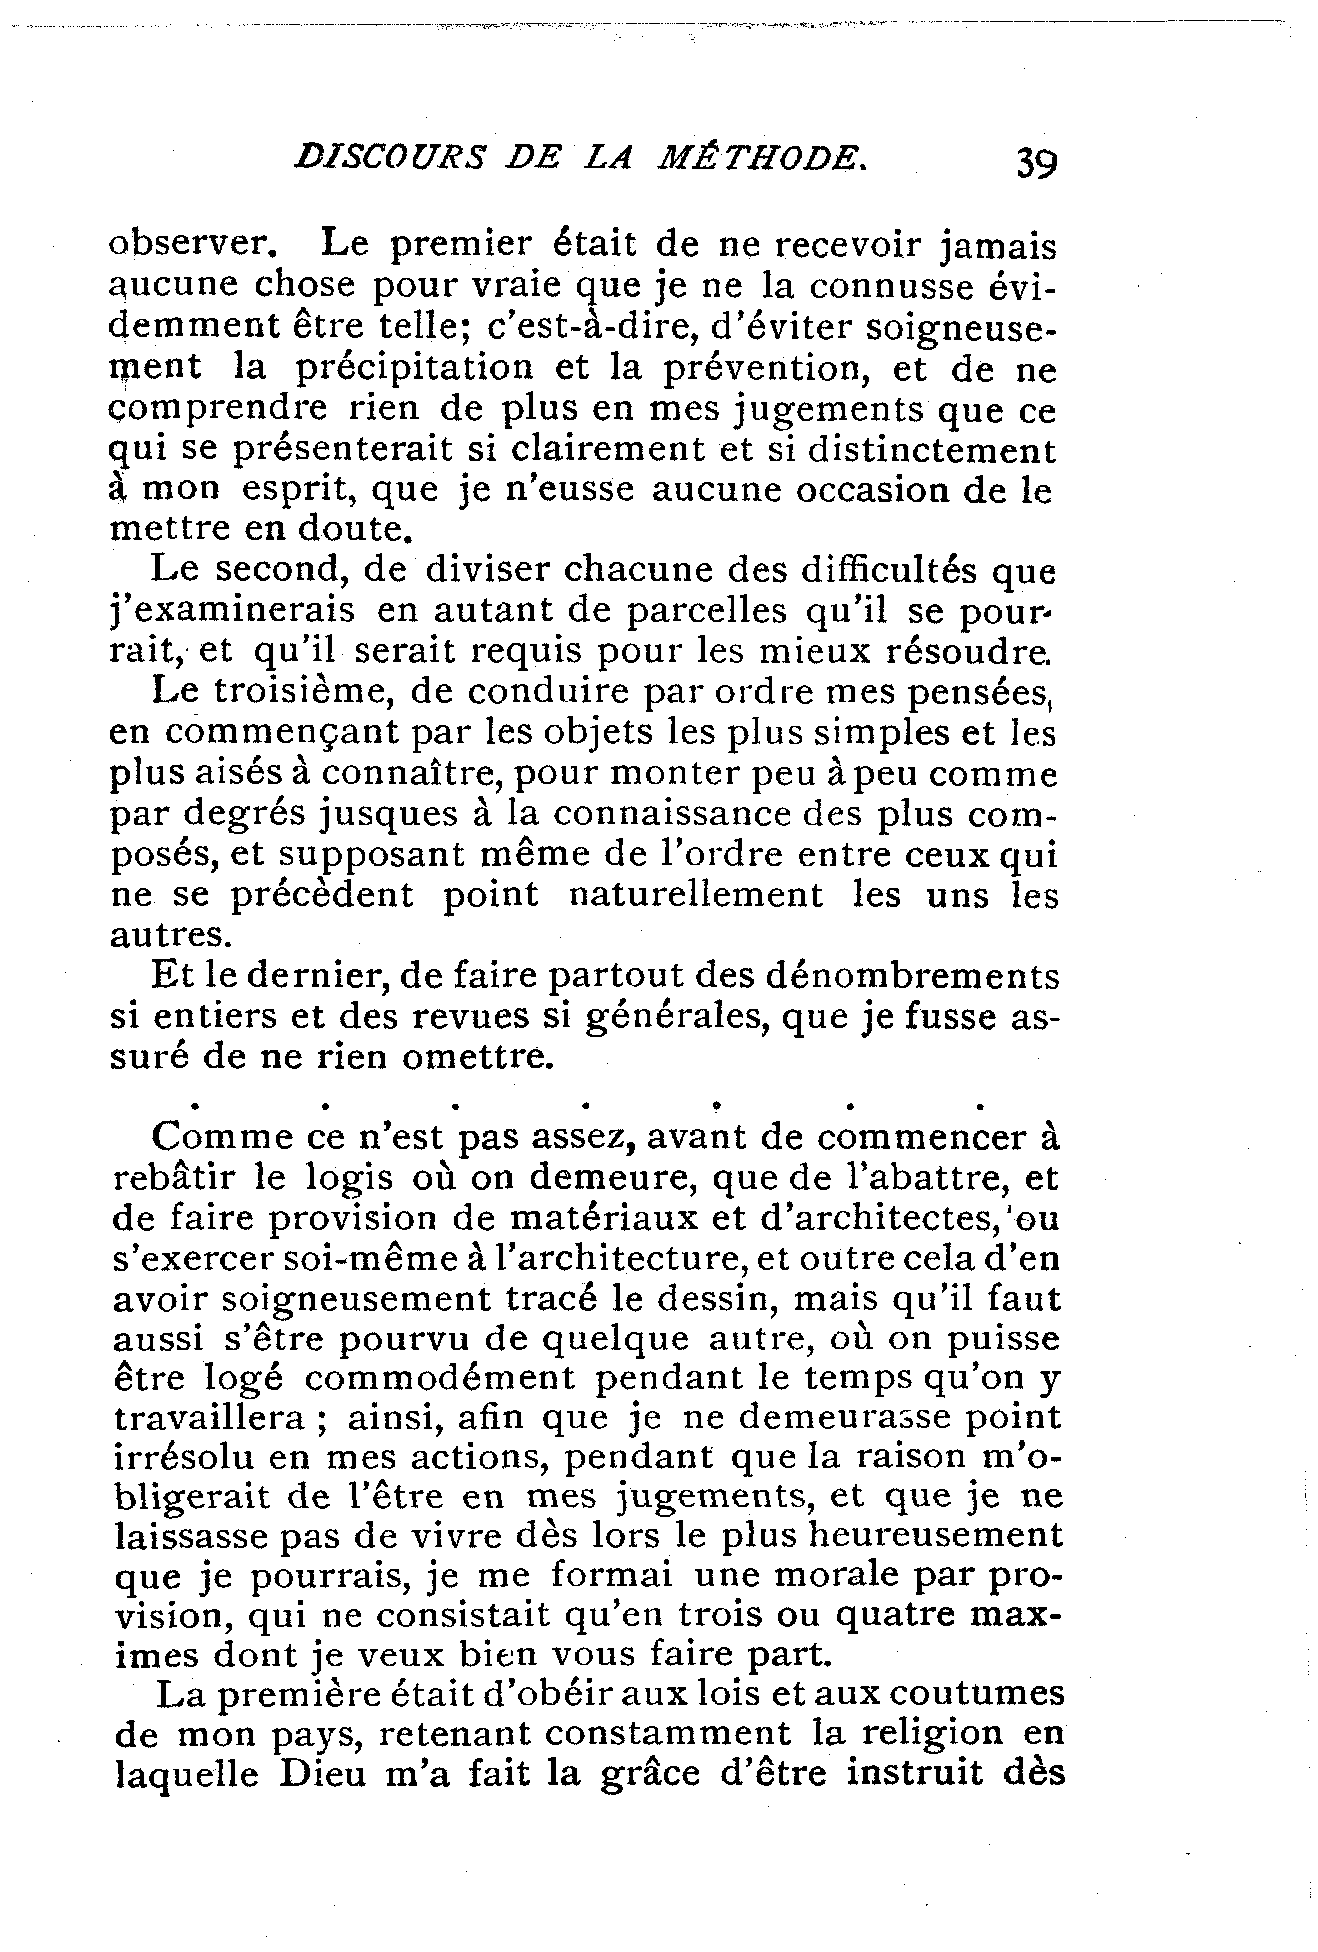 DISCOURS DE LA MÉTHODE. 39
observer. Le premier était de ne recevoir jamais
aucune chose pour vraie que je ne la connusse évi-
demment être telle; c'est-à-dire, d'éviter soigneuse-
ment la précipitation et la prévention, et de ne
comprendre rien de plus en mes jugements que ce
qui se présenterait si clairement et si distinctement
à mon esprit, que je n'eusse aucune occasion de le
mettre en doute.
Le second, de diviser chacune des difficultés que
j'examinerais en autant de parcelles qu'il se pour-
rait, et qu'il serait requis pour les mieux résoudre.
Le troisième, de conduire par ordre mes pensées,
en commençant par les objets les plus simples et les
plus aisés à connaître, pour monter peu à peu comme
par degrés jusques à la connaissance des plus com-
posés, et supposant même de l'ordre entre ceux qui
ne se précèdent point naturellement les uns les
autres.
Et le dernier, de faire partout des dénombrements
si entiers et des revues si générales, que je fusse as-
suré de ne rien omettre.
. . . . . . .
Comme ce n'est pas assez, avant de commencer à
rebâtir le logis où on demeure, que de l'abattre, et
de faire provision de matériaux et d'architectes, ou
s'exercer soi-même à l'architecture, et outre cela d'en
avoir soigneusement tracé le dessin, mais qu'il faut
aussi s'être pourvu de quelque autre, où on puisse
être logé commodément pendant le temps qu'on y
travaillera ; ainsi, afin que je ne demeurasse point
irrésolu en mes actions, pendant que la raison m'o-
bligerait de l'être en mes jugements, et que je ne
laissasse pas de vivre dès lors le plus heureusement
que je pourrais, je me formai une morale par pro-
vision, qui ne consistait qu'en trois ou quatre max-
imes dont je veux bien vous faire part.
La première était d'obéir aux lois et aux coutumes
de mon pays, retenant constamment la religion en
laquelle Dieu m'a fait la grâce d'être instruit dès